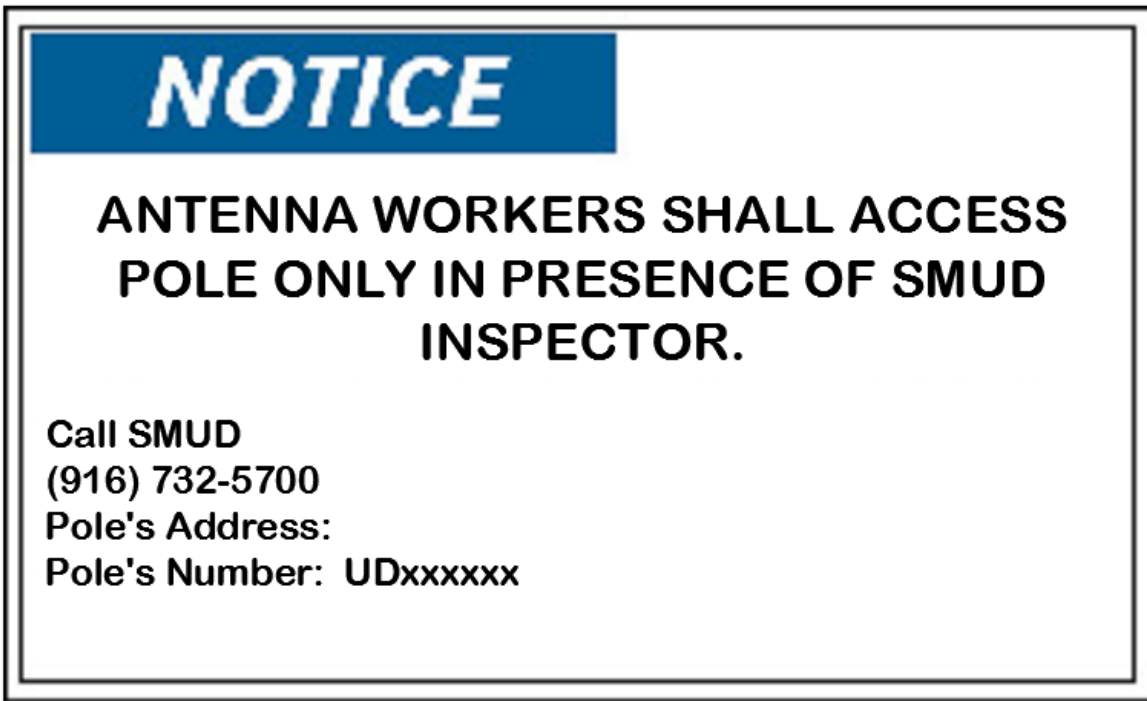 NOTICE
ANTENNA WORKERS SHALL ACCESS
POLE ONLY IN PRESENCE OF SMUD
INSPECTOR.
Call SMUD
(916) 732-5700
Pole's Address:
Pole's Number: UDxxxxxx